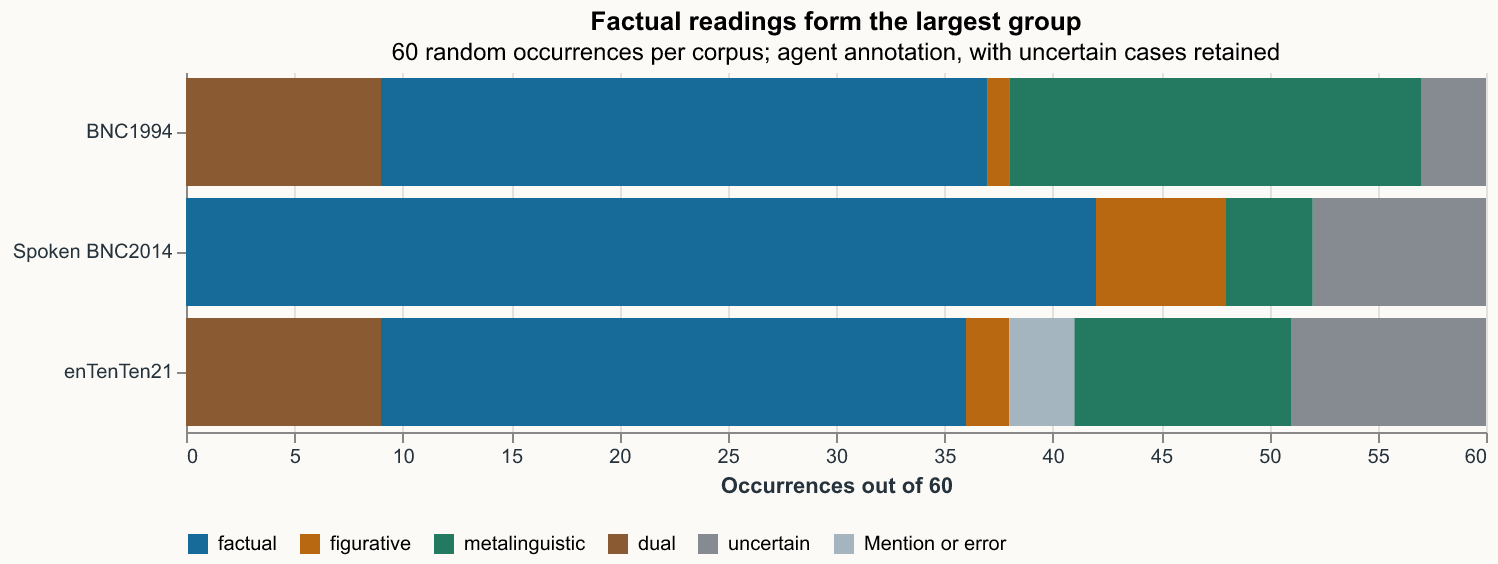 Factual readings form the largest group
60 random occurrences per corpus; agent annotation, with uncertain cases retained
BNC1994
Spoken BNC2014
enTenTen21
0 5 10 15 20 25 30 35 40 45 50 55 60
Occurrences out of 60
factual figurative metalinguistic dual uncertain Mention or error